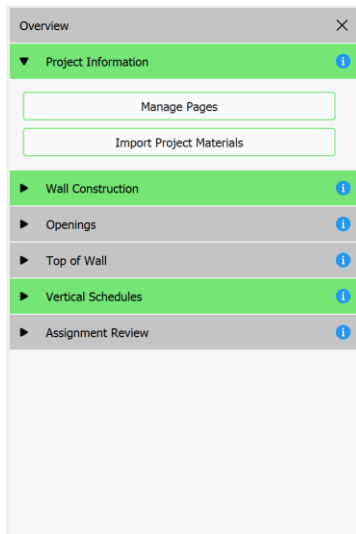 Overview
Project Information
Manage Pages
Import Project Materials
Wall Construction
Openings
Top of Wall
Vertical Schedules
Assignment Review